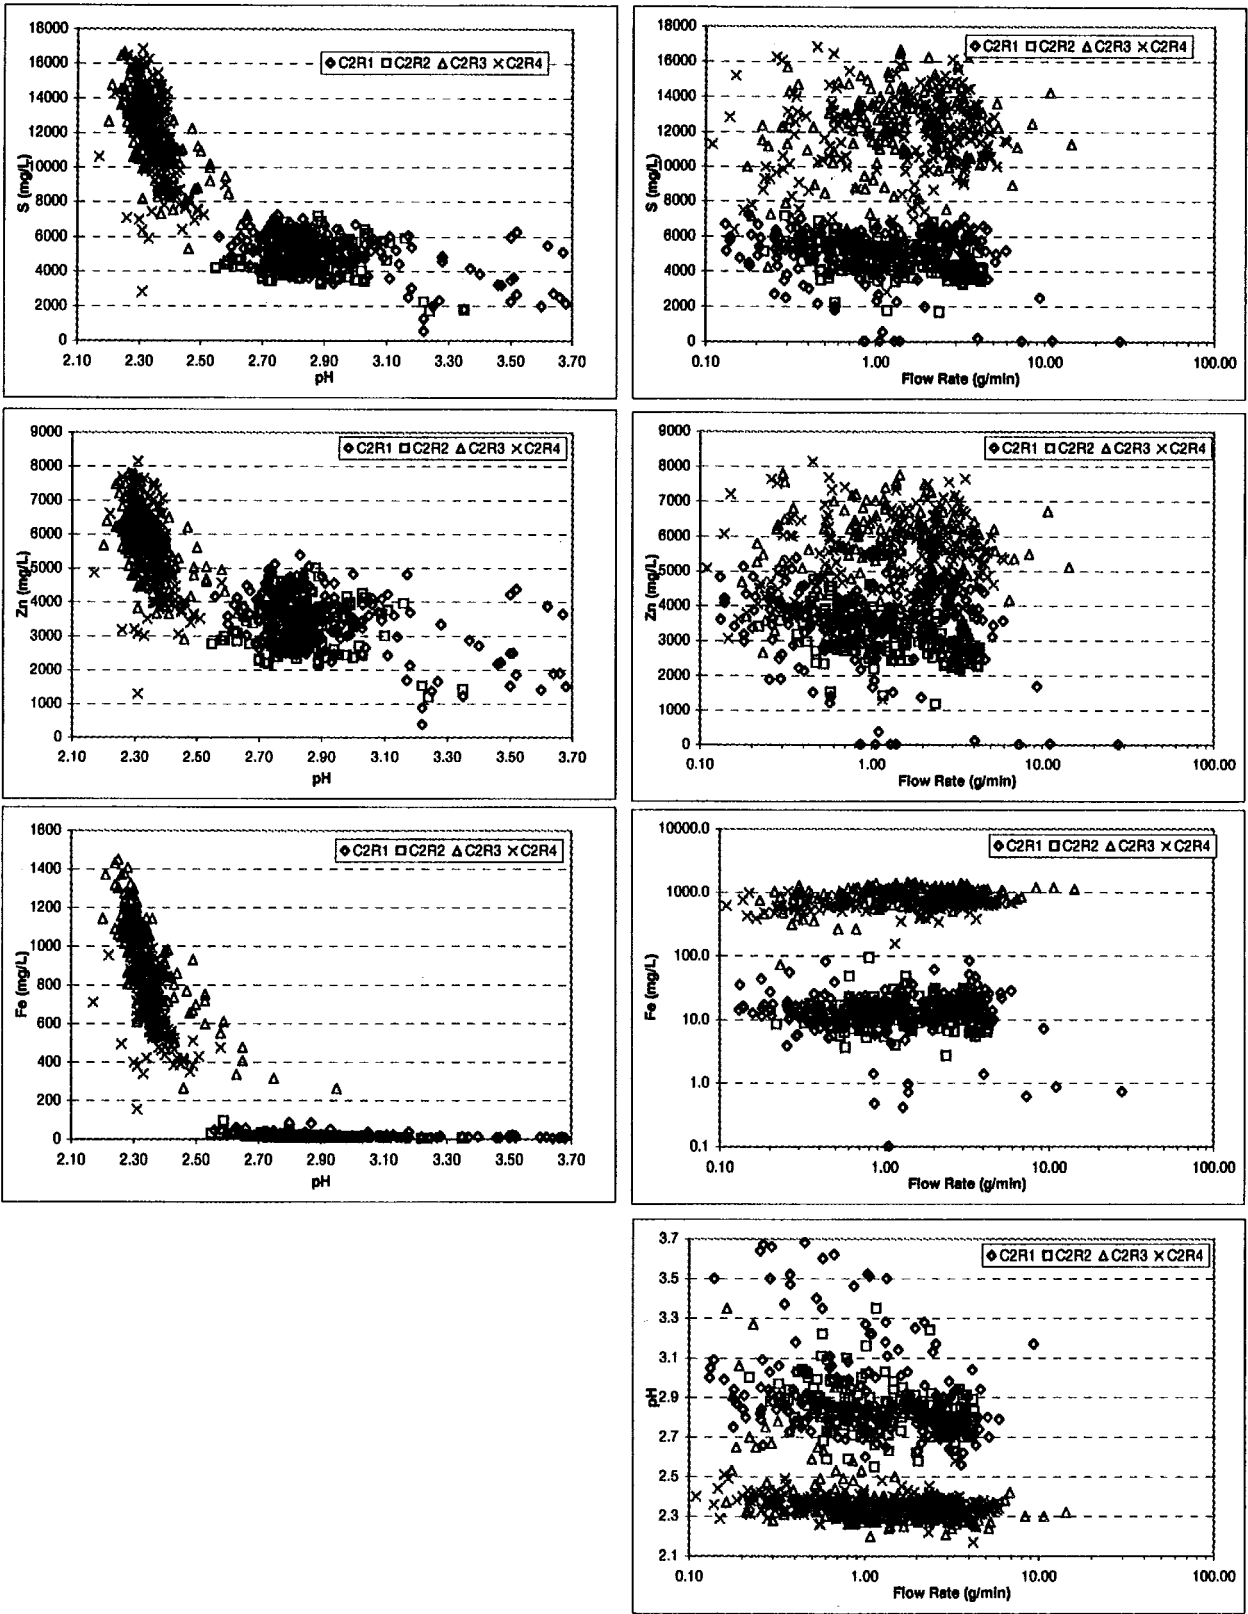 18000
16000
14000
12000
10000
8000
6000
4000
2000
0
S (mg/L)
C2R1 C2R2 C2R3 C2R4
2.10 2.30 2.50 2.70 2.90 3.10 3.30 3.50 3.70
pH
18000
16000
14000
12000
10000
8000
6000
4000
2000
0
S (mg/L)
C2R1 C2R2 C2R3 C2R4
0.10 1.00 10.00 100.00
Flow Rate (g/min)
9000
8000
7000
6000
5000
4000
3000
2000
1000
0
Zn (mg/L)
C2R1 C2R2 C2R3 C2R4
2.10 2.30 2.50 2.70 2.90 3.10 3.30 3.50 3.70
pH
9000
8000
7000
6000
5000
4000
3000
2000
1000
0
Zn (mg/L)
C2R1 C2R2 C2R3 C2R4
0.10 1.00 10.00 100.00
Flow Rate (g/min)
1600
1400
1200
1000
800
600
400
200
0
Fe (mg/L)
C2R1 C2R2 C2R3 C2R4
2.10 2.30 2.50 2.70 2.90 3.10 3.30 3.50 3.70
pH
10000.0
1000.0
100.0
10.0
1.0
0.1
Fe (mg/L)
C2R1 C2R2 C2R3 C2R4
0.10 1.00 10.00 100.00
Flow Rate (g/min)
3.7
3.5
3.3
3.1
2.9
2.7
2.5
2.3
2.1
pH
C2R1 C2R2 C2R3 C2R4
0.10 1.00 10.00 100.00
Flow Rate (g/min)